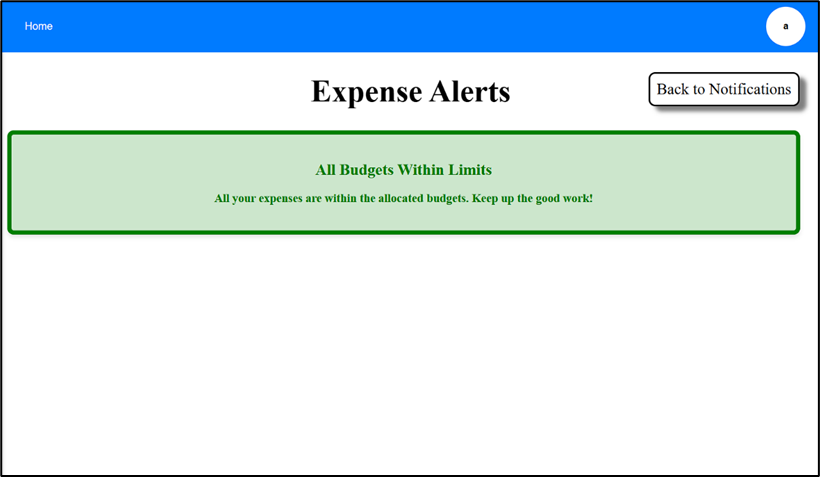 Home
a
Expense Alerts
Back to Notifications
All Budgets Within Limits
All your expenses are within the allocated budgets. Keep up the good work!